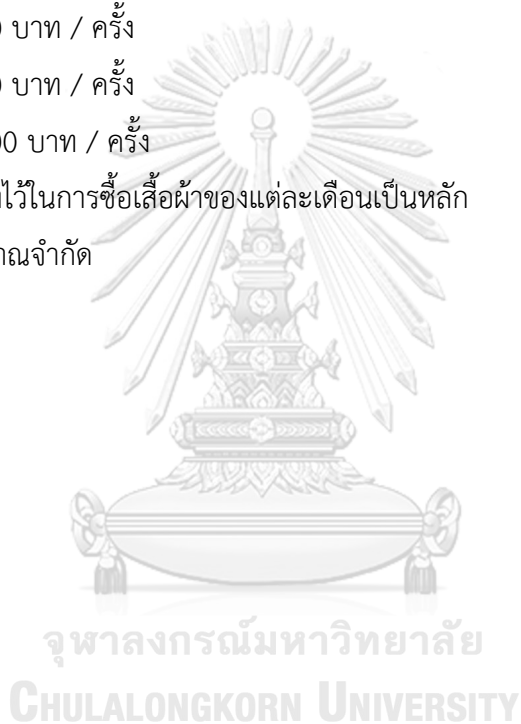 0 บาท / ครั้ง
0 บาท / ครั้ง
00 บาท / ครั้ง
ไว้ในการซื้อเสื้อผ้าของแต่ละเดือนเป็นหลัก
าณจำกัด
จุฬาลงกรณ์มหาวิทยาลัย
CHULALONGKORN UNIVERSITY